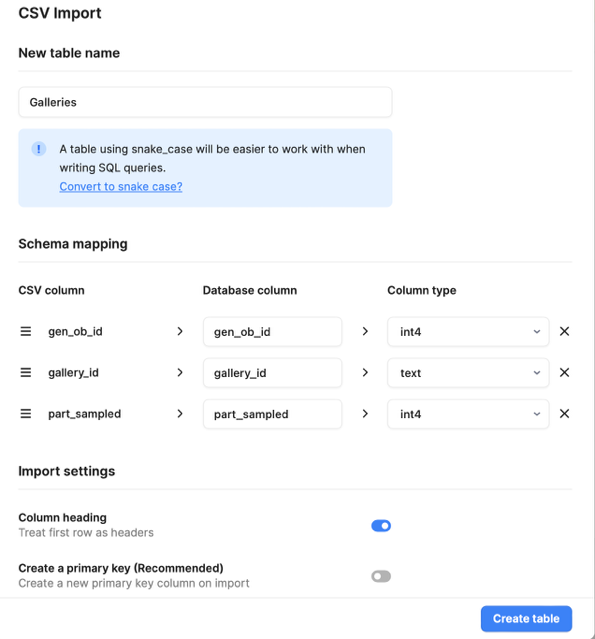 CSV Import
New table name
Galleries
! A table using snake_case will be easier to work with when
writing SQL queries.
Convert to snake case?
Schema mapping
CSV column Database column Column type
gen_ob_id gen_ob_id int4
gallery_id gallery_id text
part_sampled part_sampled int4
Import settings
Column heading
Treat first row as headers
Create a primary key (Recommended)
Create a new primary key column on import
Create table